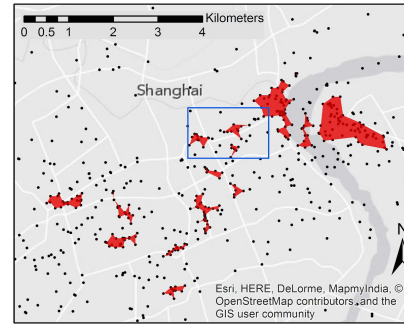 Kilometers
0 0.5 1 2 3 4
Shanghai
N
Esri, HERE, DeLorme, MapmyIndia, ©
OpenStreetMap contributors, and the
GIS user community